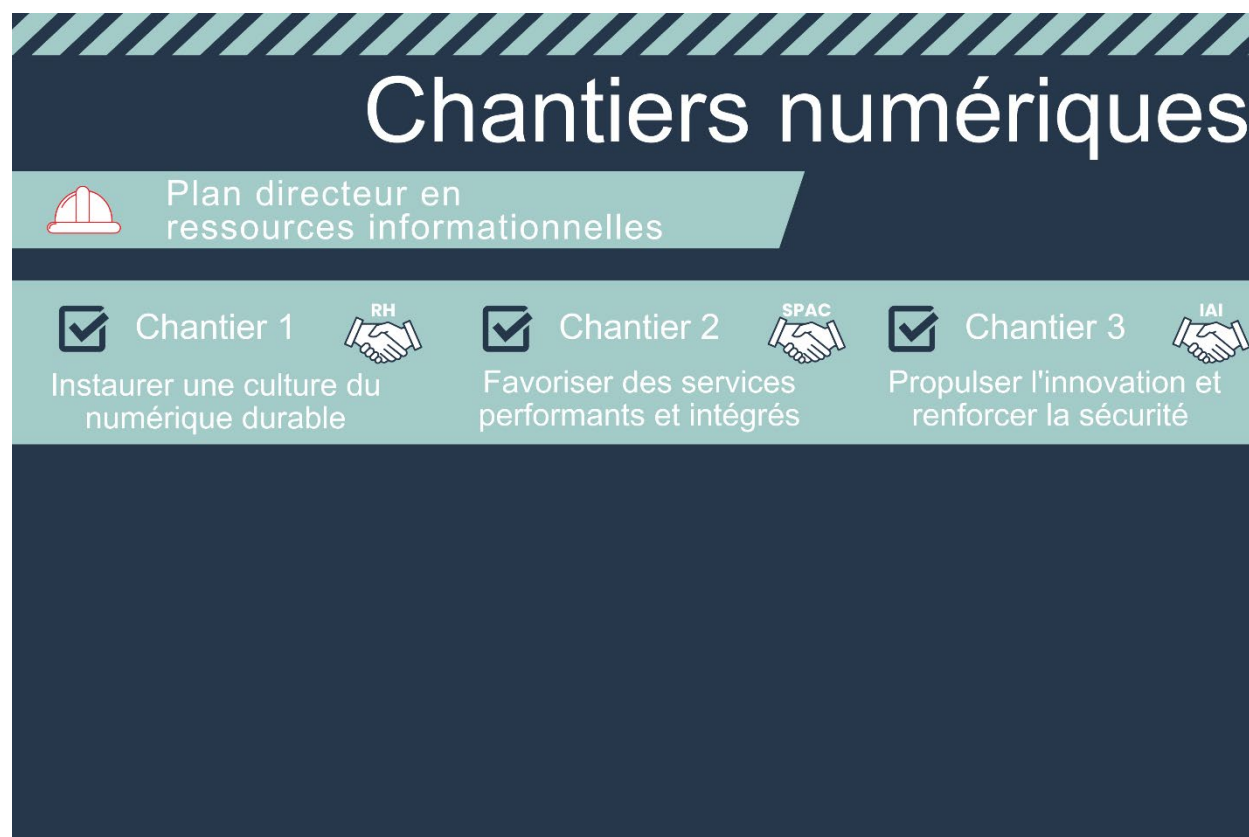 Chantiers numériques
Plan directeur en
ressources informationnelles
Chantier 1
RH
Instaurer une culture du
numérique durable
Chantier 2
SPAC
Favoriser des services
performants et intégrés
Chantier 3
IAI
Propulser l'innovation et
renforcer la sécurité